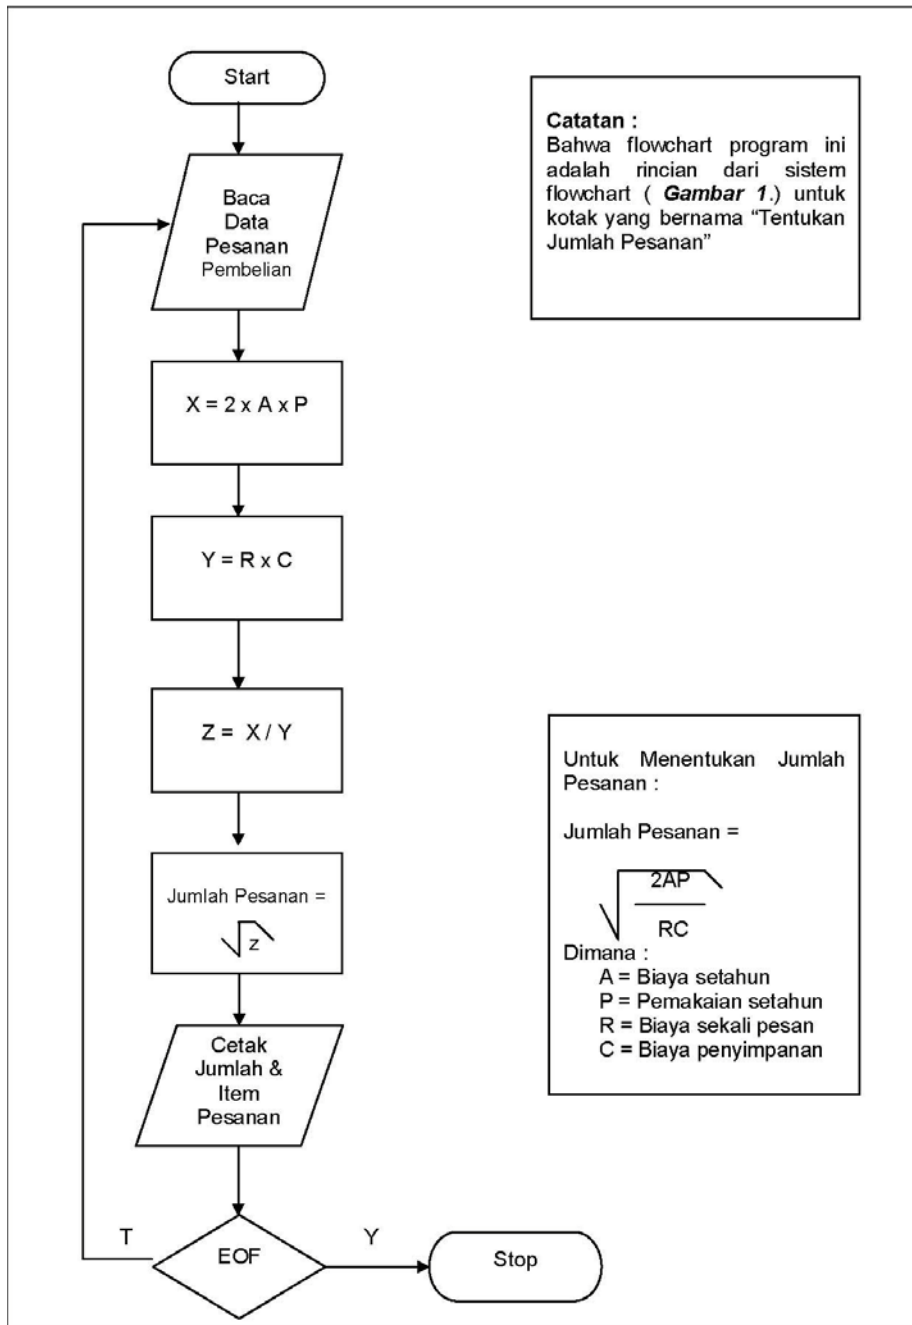 Start
Baca
Data
Pesanan
Pembelian
X = 2 x A x P
Y = R x C
Z = X / Y
Jumlah Pesanan =
√z
Cetak
Jumlah &
Item
Pesanan
EOF
T
Y
Stop
Catatan :
Bahwa flowchart program ini
adalah rincian dari sistem
flowchart ( Gambar 1.) untuk
kotak yang bernama “Tentukan
Jumlah Pesanan”
Untuk Menentukan Jumlah
Pesanan :
Jumlah Pesanan =
√
2AP
RC
Dimana :
A = Biaya setahun
P = Pemakaian setahun
R = Biaya sekali pesan
C = Biaya penyimpanan